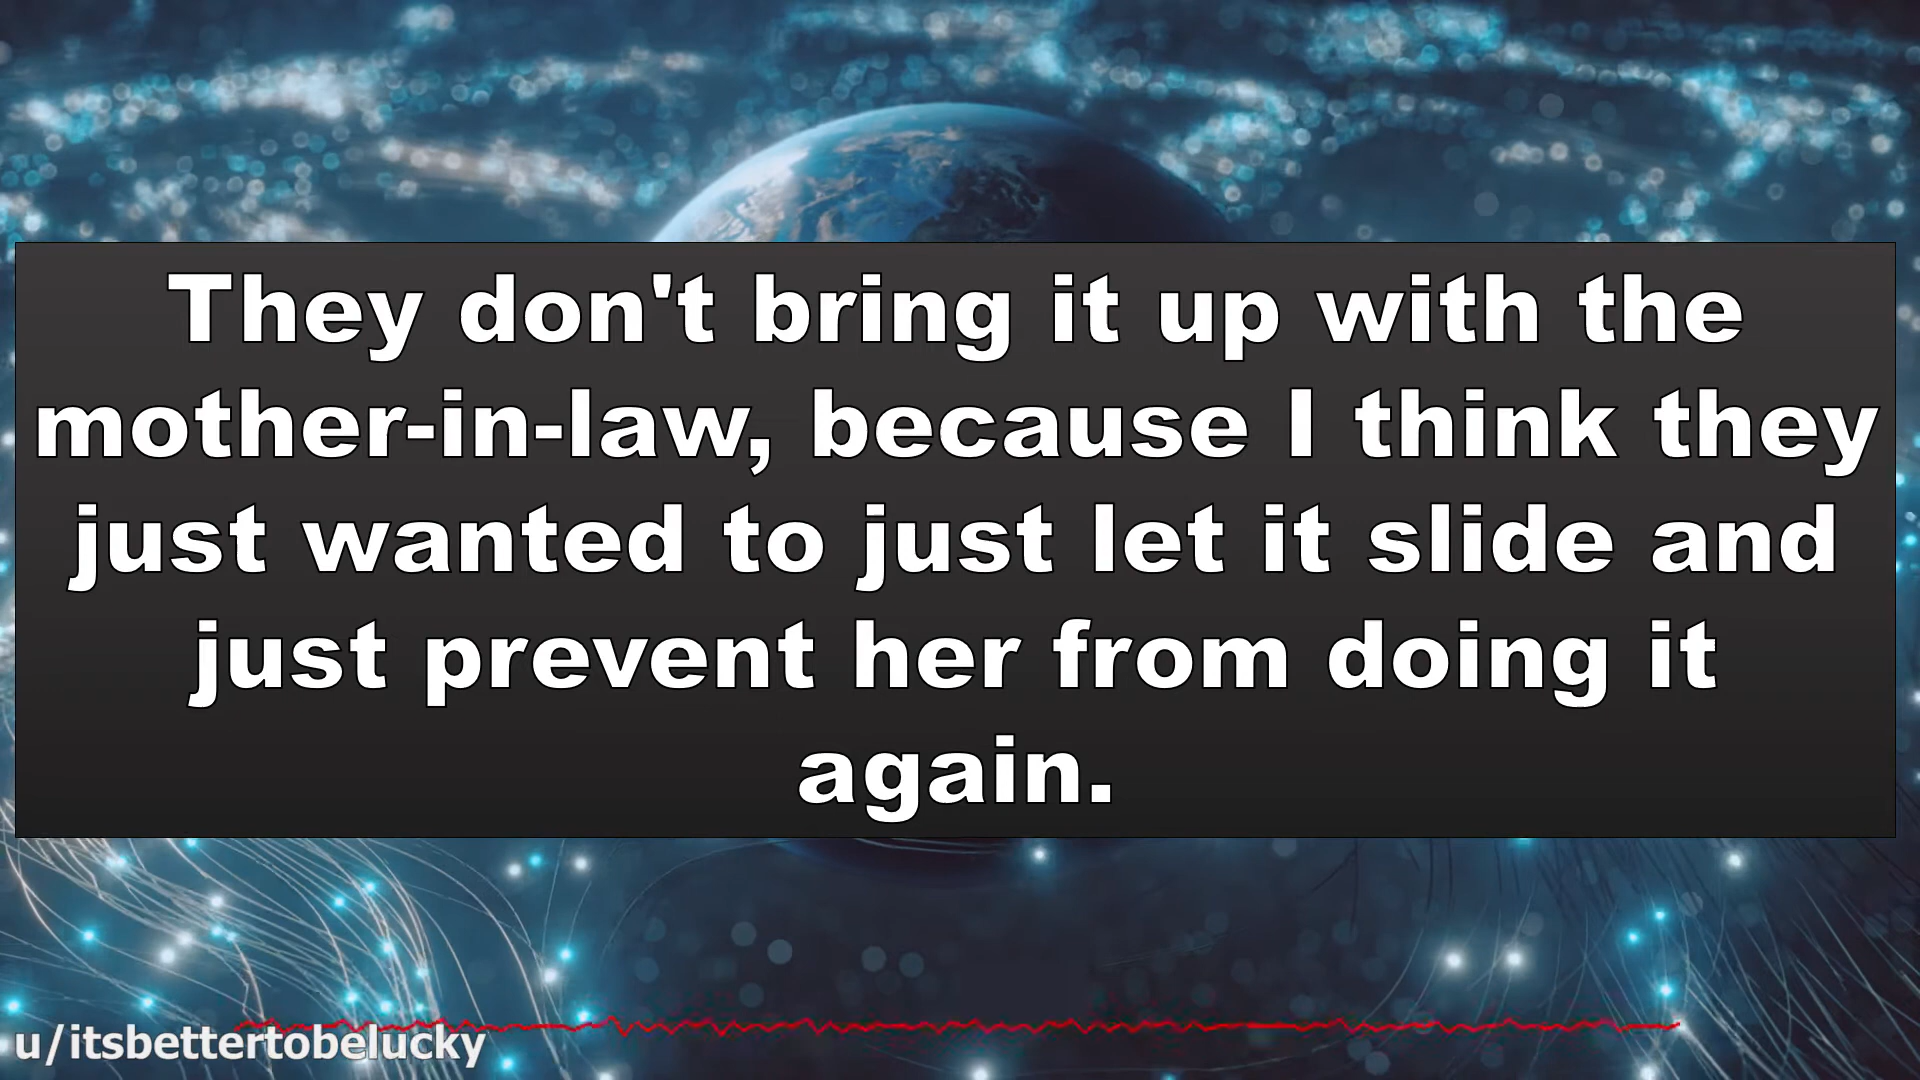 They don't bring it up with the
mother-in-law, because I think they
just wanted to just let it slide and
just prevent her from doing it
again.
u/itsbettertobelucky